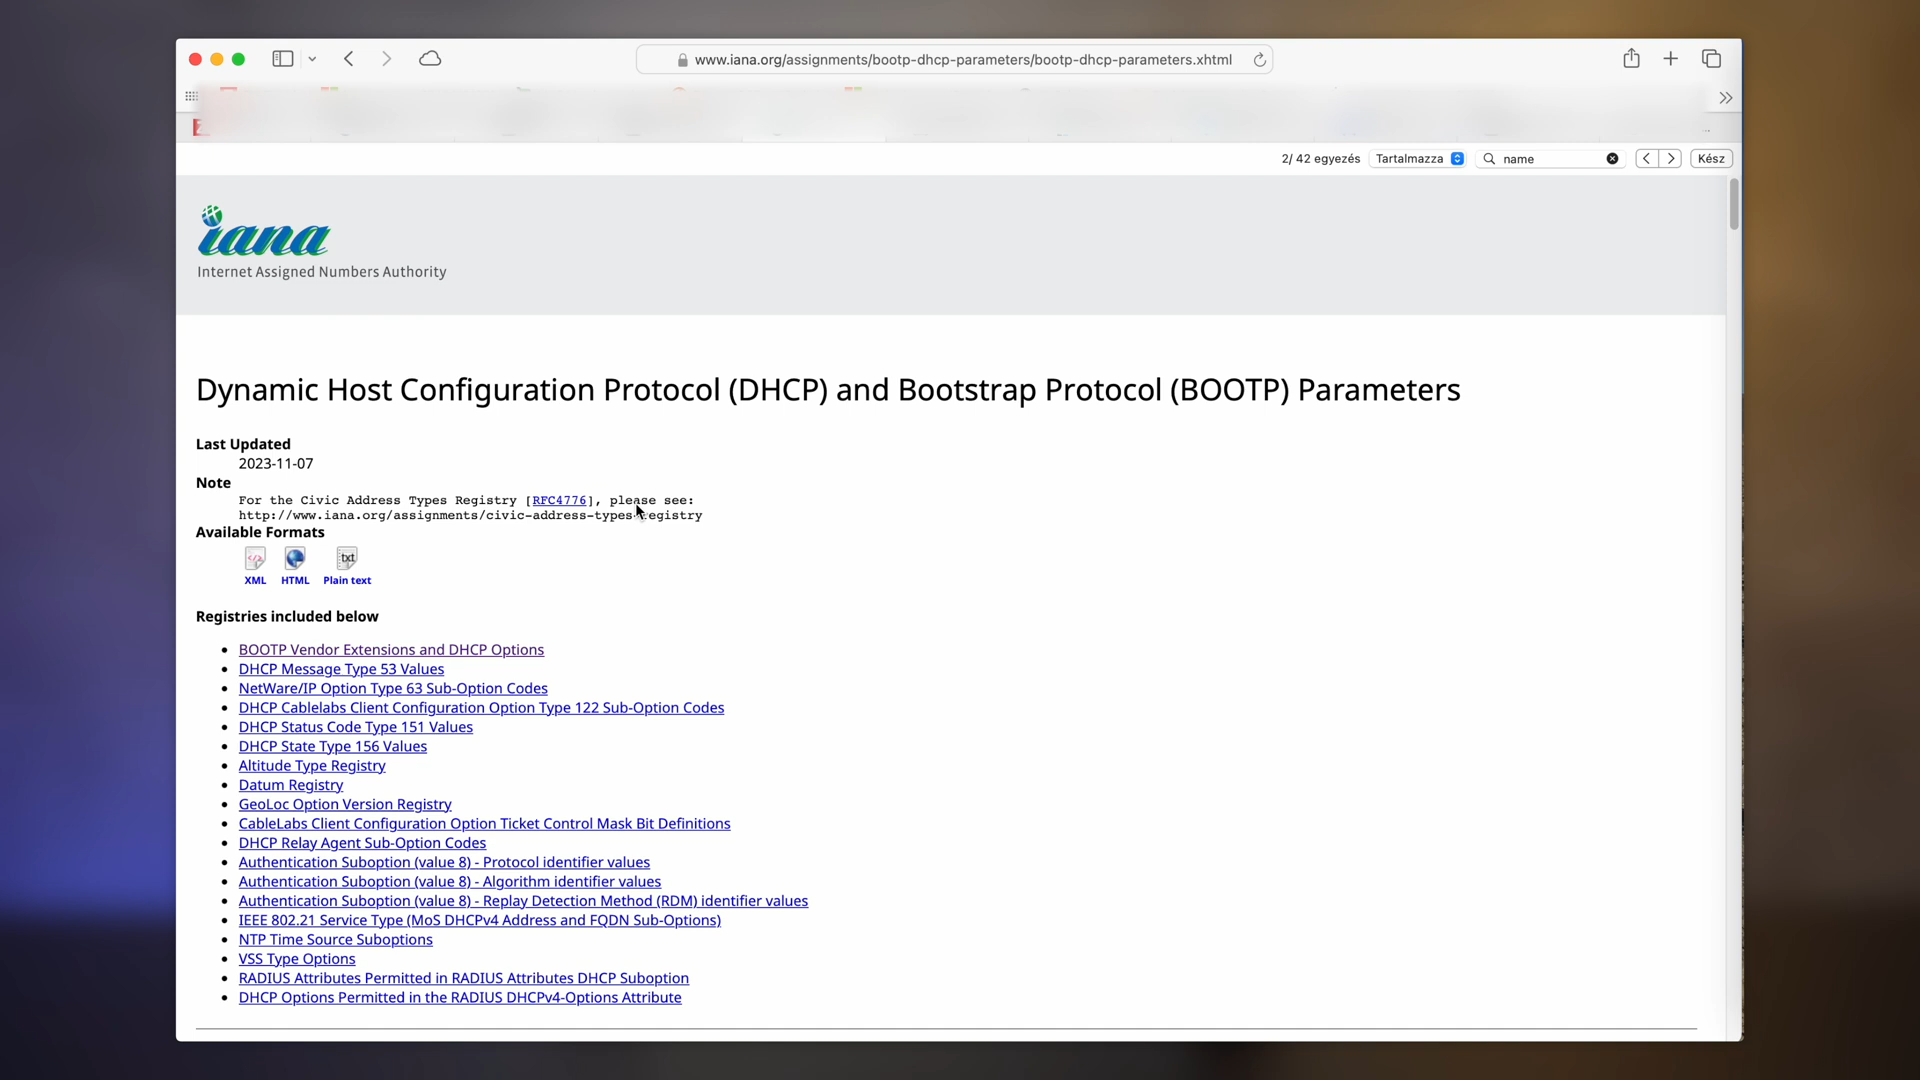 www.iana.org/assignments/bootp-dhcp-parameters/bootp-dhcp-parameters.xhtml
2/ 42 egyezés Tartalmazza name Kész
iana
Internet Assigned Numbers Authority
Dynamic Host Configuration Protocol (DHCP) and Bootstrap Protocol (BOOTP) Parameters
Last Updated
2023-11-07
Note
For the Civic Address Types Registry [RFC4776], please see:
http://www.iana.org/assignments/civic-address-types-registry
Available Formats
txt
XML HTML Plain text
Registries included below
BOOTP Vendor Extensions and DHCP Options
DHCP Message Type 53 Values
NetWare/IP Option Type 63 Sub-Option Codes
DHCP Cablelabs Client Configuration Option Type 122 Sub-Option Codes
DHCP Status Code Type 151 Values
DHCP State Type 156 Values
Altitude Type Registry
Datum Registry
GeoLoc Option Version Registry
CableLabs Client Configuration Option Ticket Control Mask Bit Definitions
DHCP Relay Agent Sub-Option Codes
Authentication Suboption (value 8) - Protocol identifier values
Authentication Suboption (value 8) - Algorithm identifier values
Authentication Suboption (value 8) - Replay Detection Method (RDM) identifier values
IEEE 802.21 Service Type (MoS DHCPv4 Address and FQDN Sub-Options)
NTP Time Source Suboptions
VSS Type Options
RADIUS Attributes Permitted in RADIUS Attributes DHCP Suboption
DHCP Options Permitted in the RADIUS DHCPv4-Options Attribute